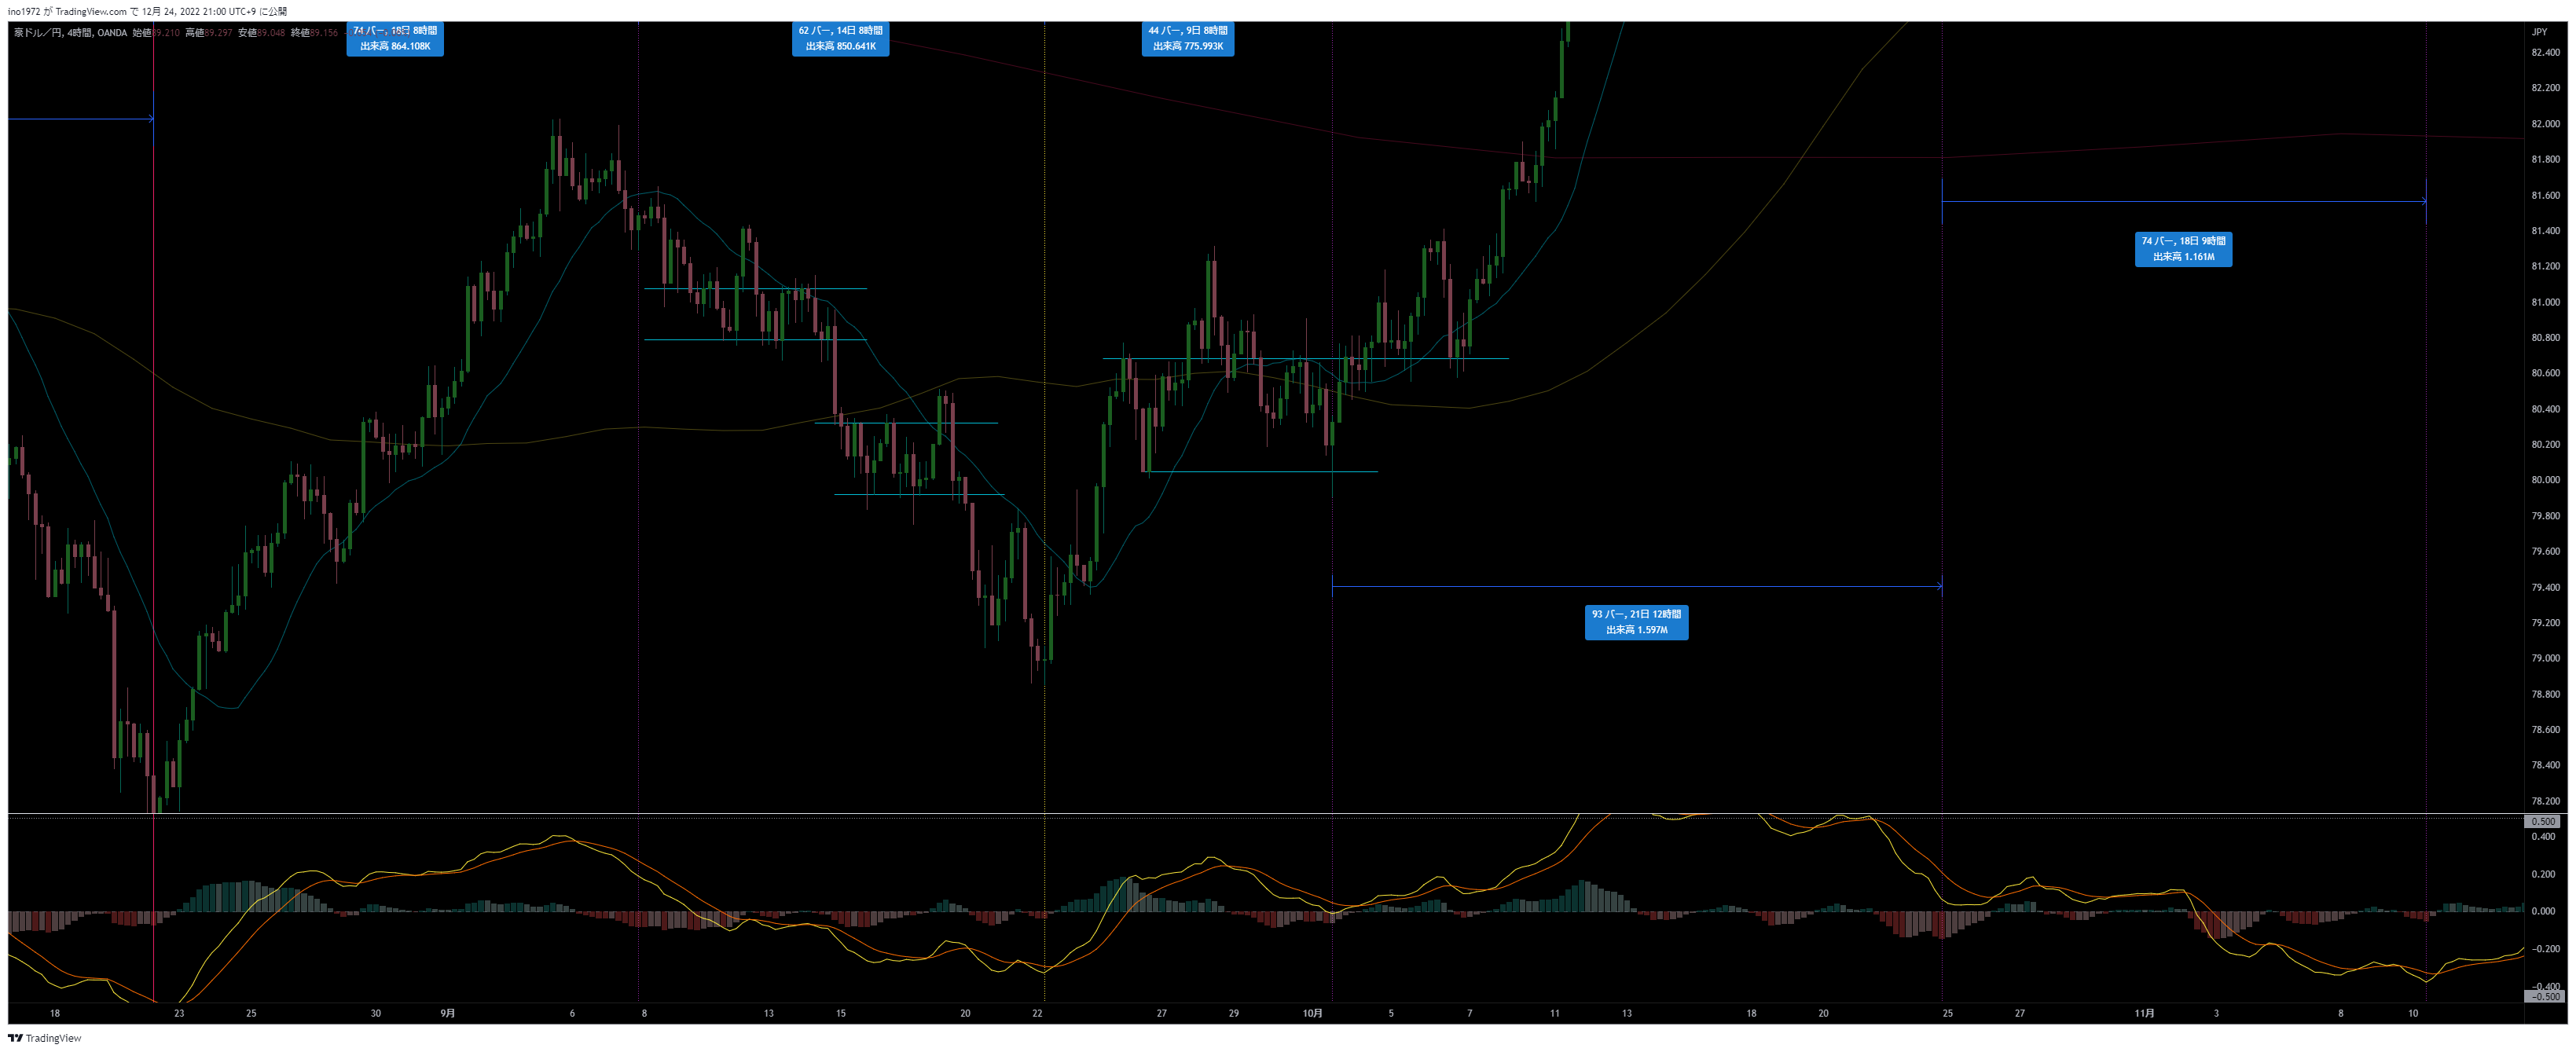 ino1972 が TradingView.com で 12月 24, 2022 21:00 UTC+9 に公開
豪ドル／円, 4時間, OANDA 始値89.210 高値89.297 安値89.048 終値89.156
74 バー, 18日 8時間
出来高 864.108K
62 バー, 14日 8時間
出来高 850.641K
44 バー, 9日 8時間
出来高 775.993K
JPY
82.400
82.200
82.000
81.800
81.600
81.400
81.200
81.000
80.800
80.600
80.400
80.200
80.000
79.800
79.600
79.400
79.200
79.000
78.800
78.600
78.400
78.200
74 バー, 18日 9時間
出来高 1.161M
93 バー, 21日 12時間
出来高 1.597M
0.500
0.400
0.200
0.000
−0.200
−0.400
−0.500
18 23 25 30 9月 6 8 13 15 20 22 27 29 10月 5 7 11 13 18 20 25 27 11月 3 8 10
TradingView